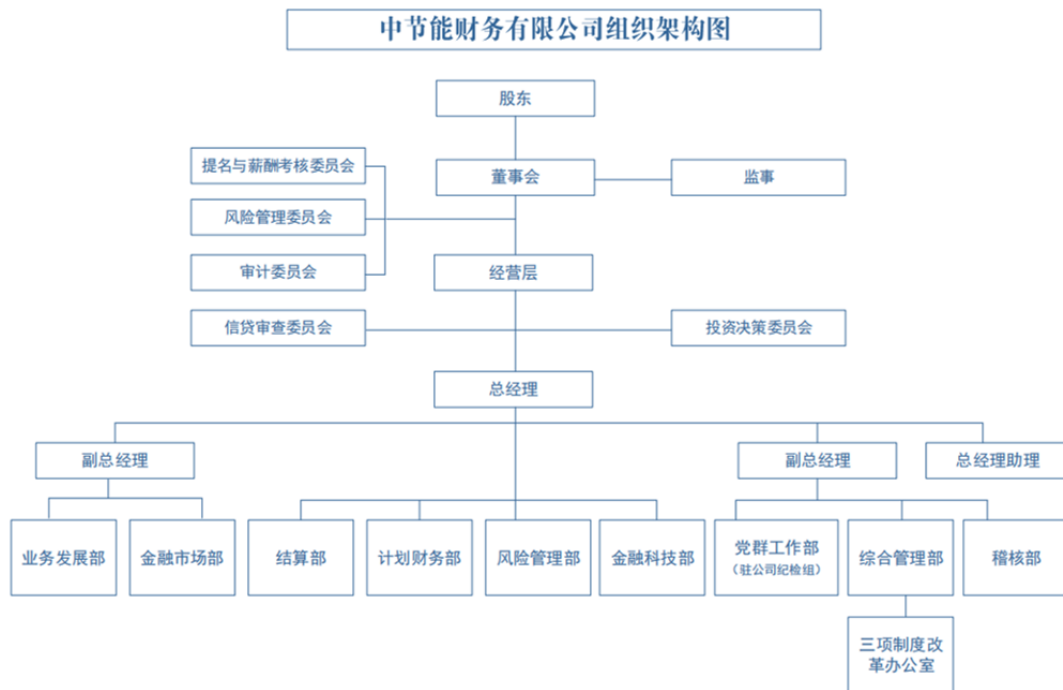 中节能财务有限公司组织架构图
股东
提名与薪酬考核委员会
董事会
监事
风险管理委员会
审计委员会
经营层
信贷审查委员会
投资决策委员会
总经理
副总经理
副总经理
总经理助理
业务发展部
金融市场部
结算部
计划财务部
风险管理部
金融科技部
党群工作部
（驻公司纪检组）
综合管理部
稽核部
三项制度改
革办公室